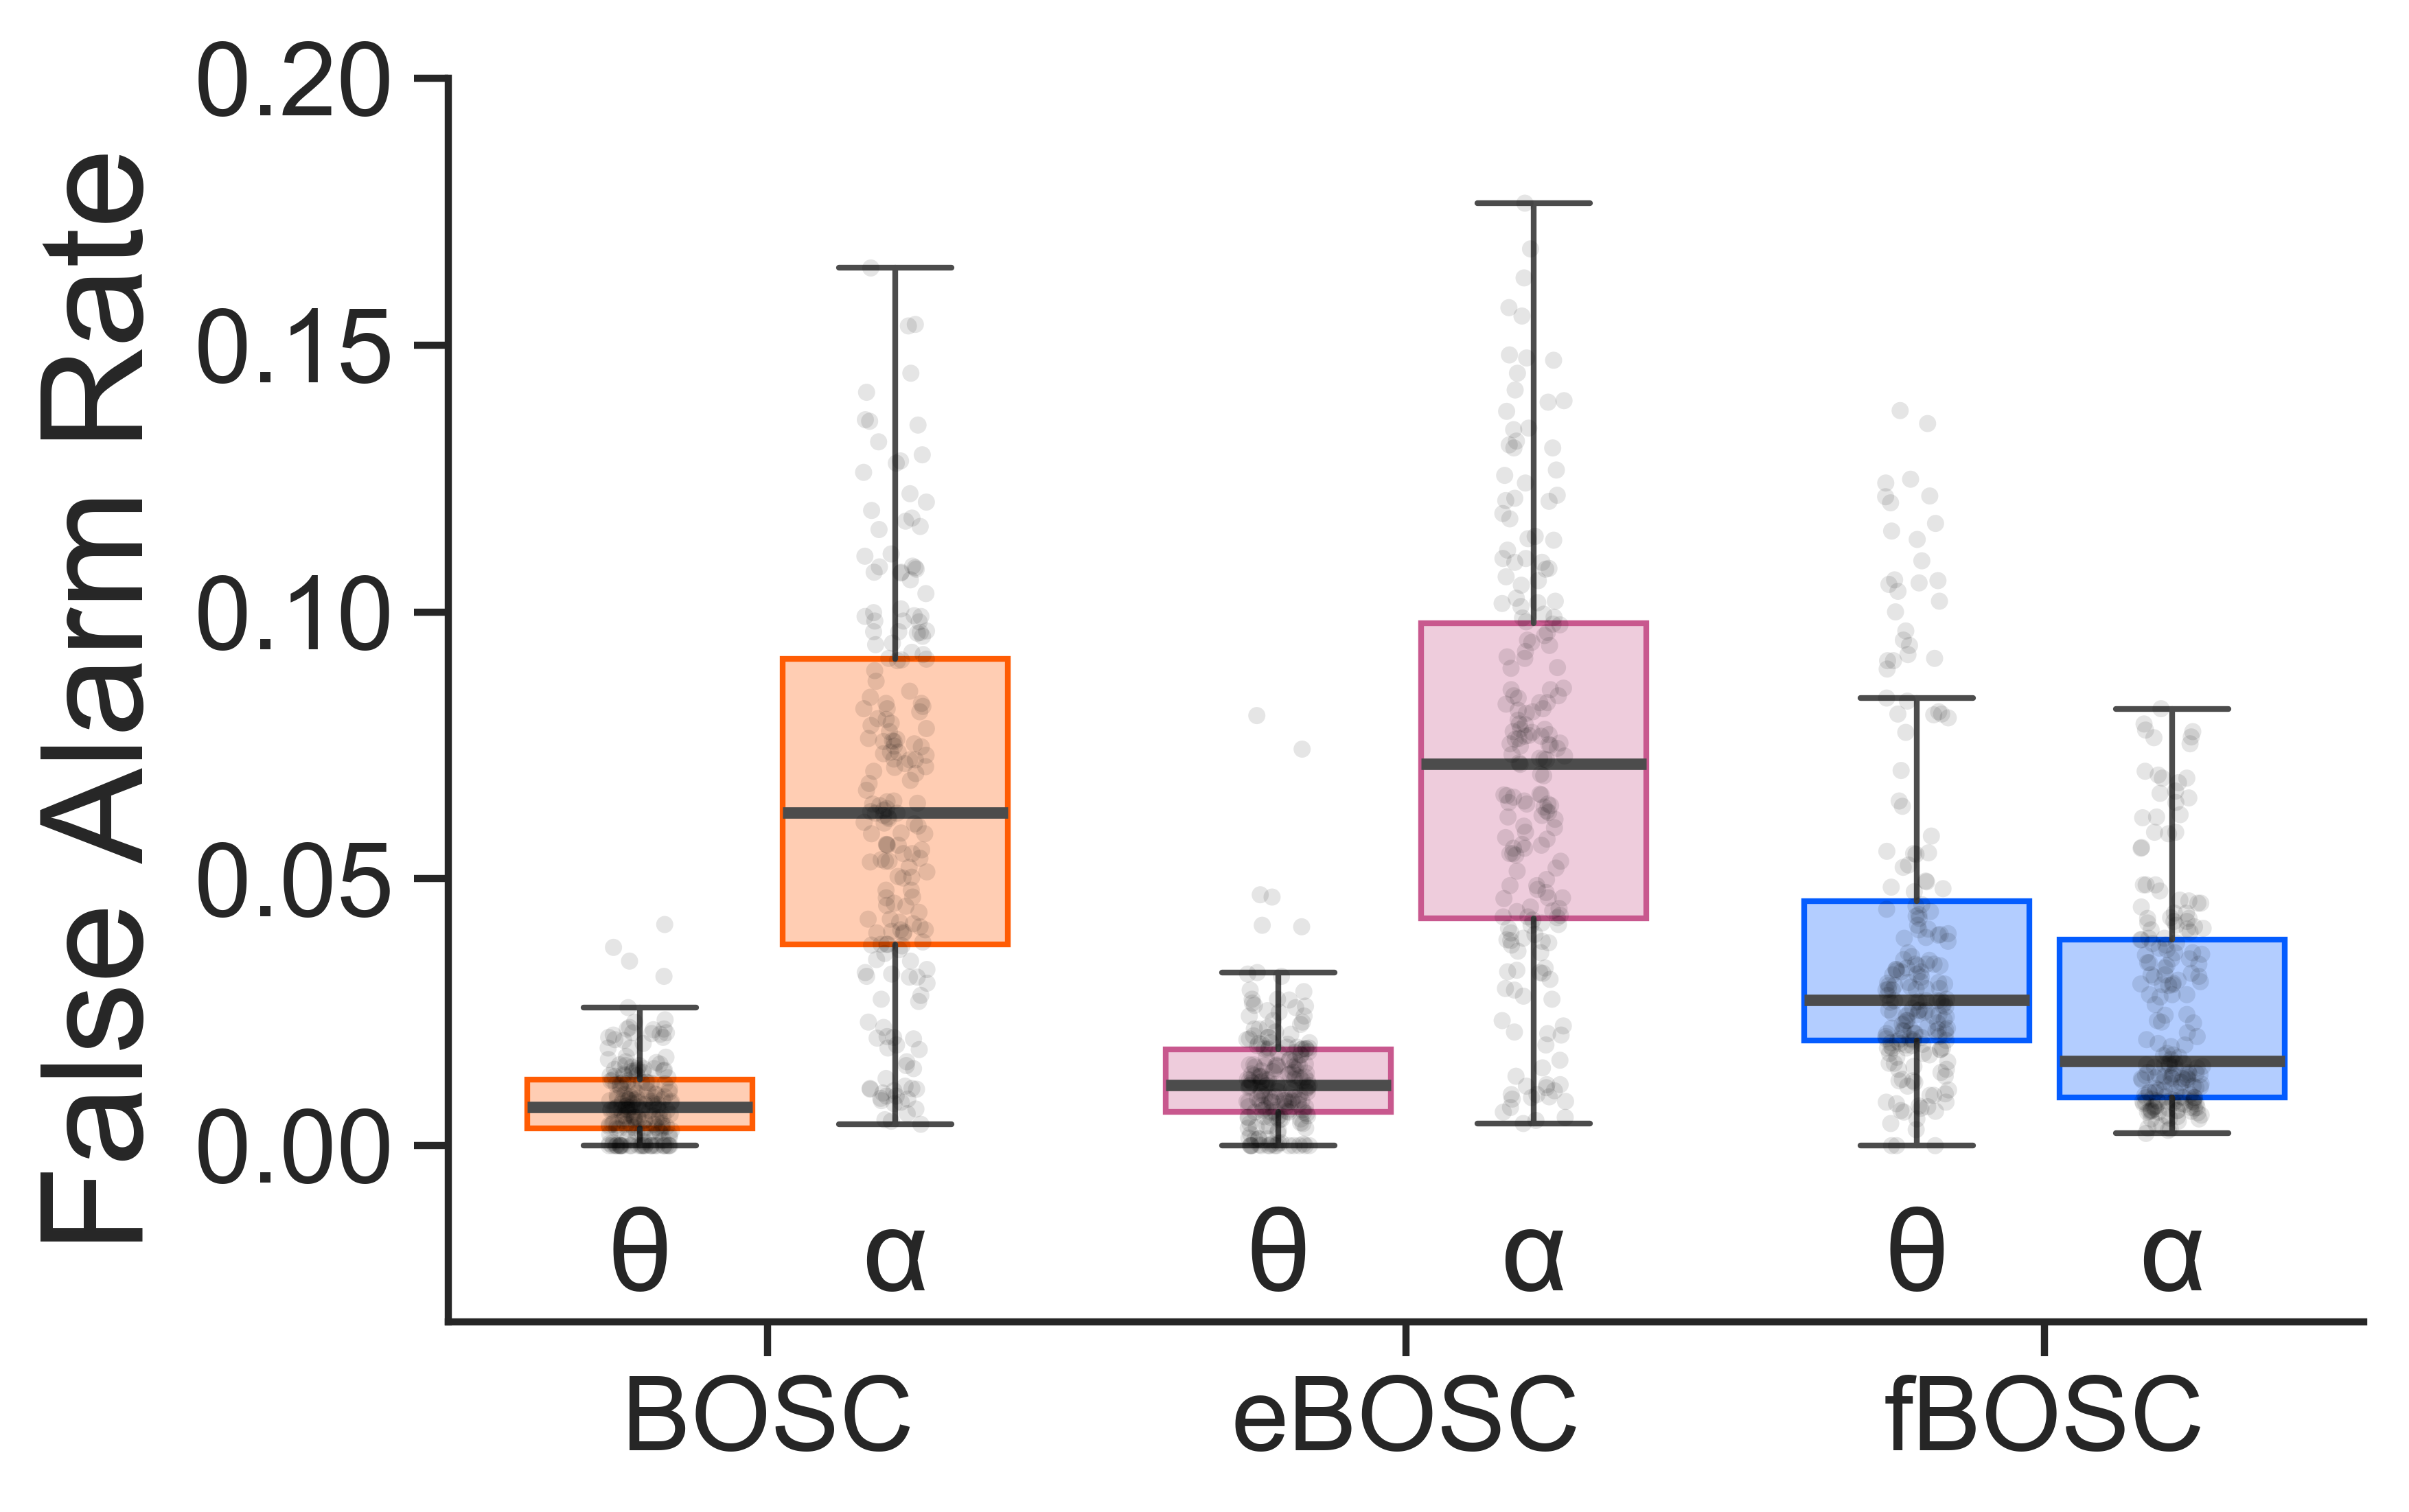 False Alarm Rate
0.20
0.15
0.10
0.05
0.00
θ α θ α θ α
BOSC eBOSC fBOSC